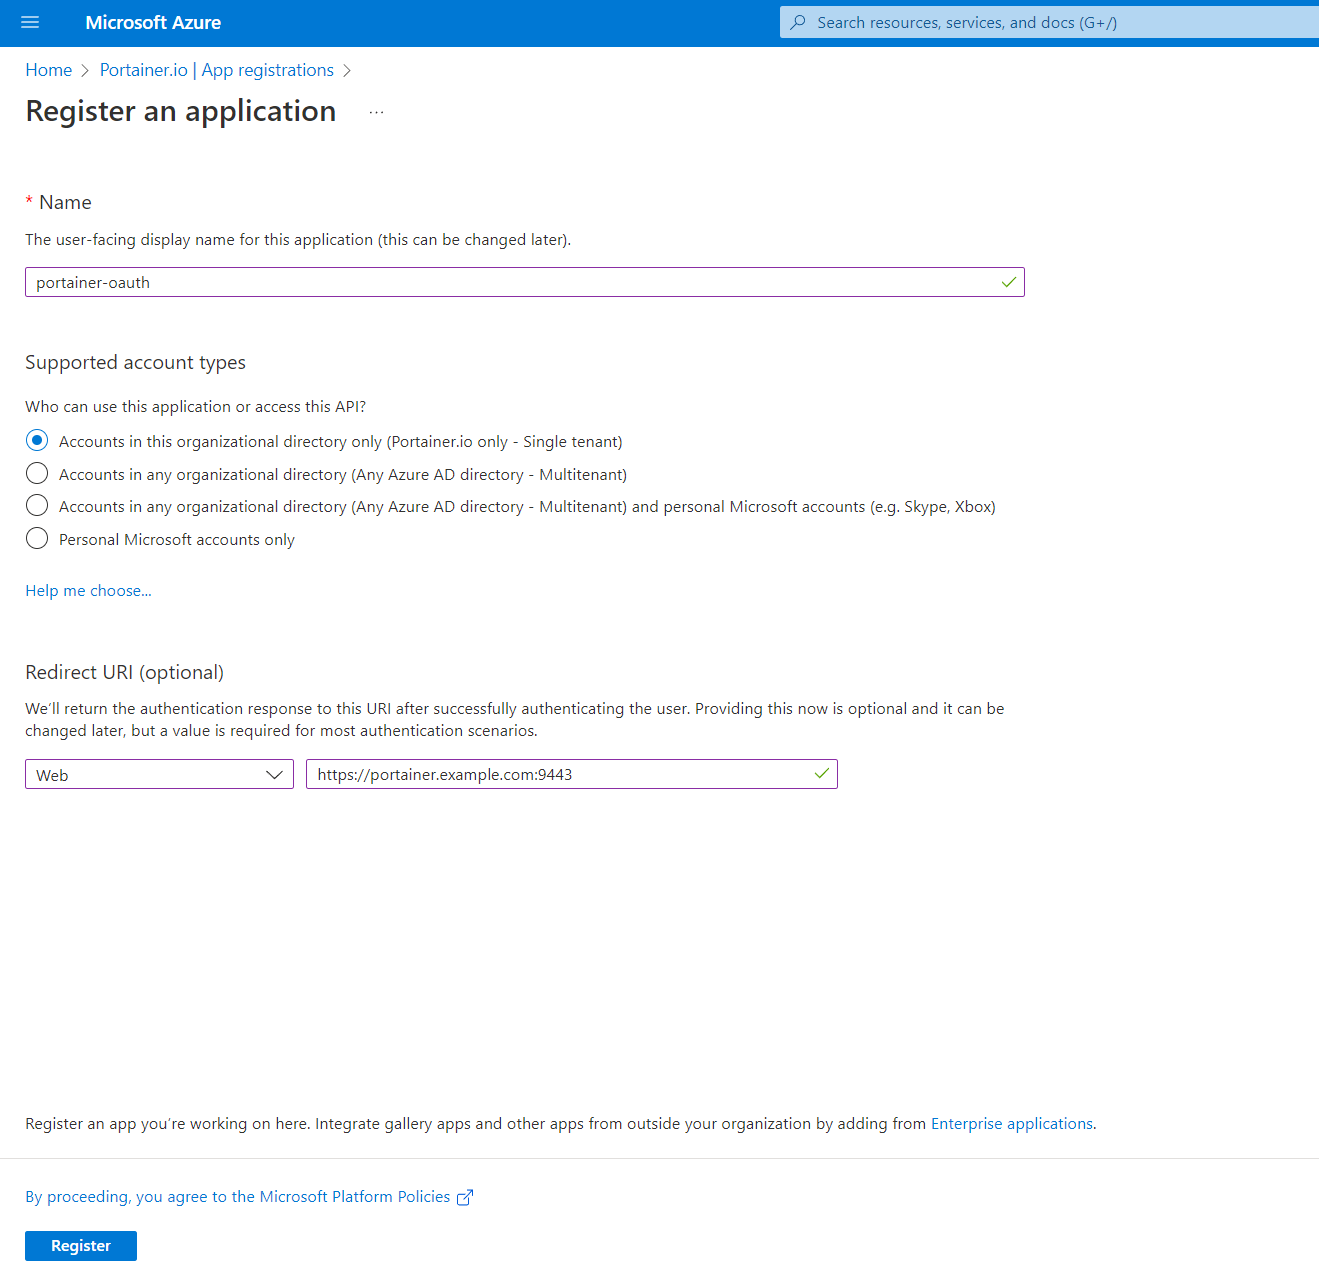 Microsoft Azure
Search resources, services, and docs (G+/)
Home > Portainer.io | App registrations >
Register an application ...
* Name
The user-facing display name for this application (this can be changed later).
portainer-oauth
Supported account types
Who can use this application or access this API?
Accounts in this organizational directory only (Portainer.io only - Single tenant)
Accounts in any organizational directory (Any Azure AD directory - Multitenant)
Accounts in any organizational directory (Any Azure AD directory - Multitenant) and personal Microsoft accounts (e.g. Skype, Xbox)
Personal Microsoft accounts only
Help me choose...
Redirect URI (optional)
We'll return the authentication response to this URI after successfully authenticating the user. Providing this now is optional and it can be
changed later, but a value is required for most authentication scenarios.
Web
https://portainer.example.com:9443
Register an app you're working on here. Integrate gallery apps and other apps from outside your organization by adding from Enterprise applications.
By proceeding, you agree to the Microsoft Platform Policies
Register